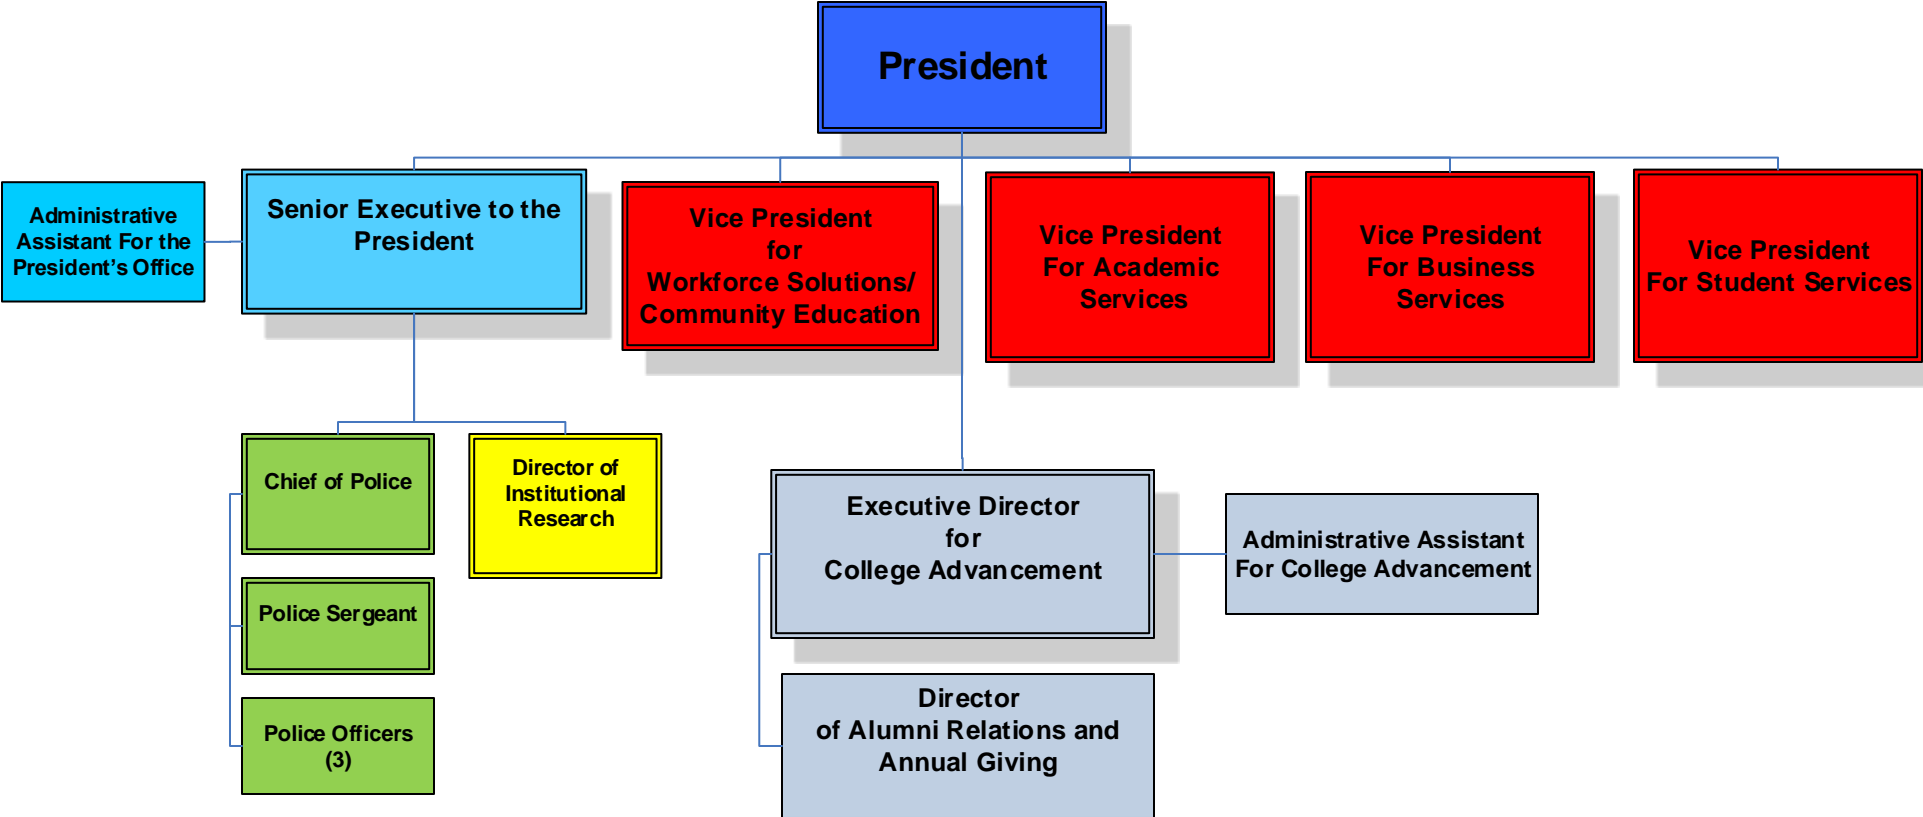 President
Administrative
Assistant For the
President's Office
Senior Executive to the
President
Vice President
for
Workforce Solutions/
Community Education
Vice President
For Academic
Services
Vice President
For Business
Services
Vice President
For Student Services
Chief of Police
Director of
Institutional
Research
Police Sergeant
Police Officers
(3)
Executive Director
for
College Advancement
Administrative Assistant
For College Advancement
Director
of Alumni Relations and
Annual Giving